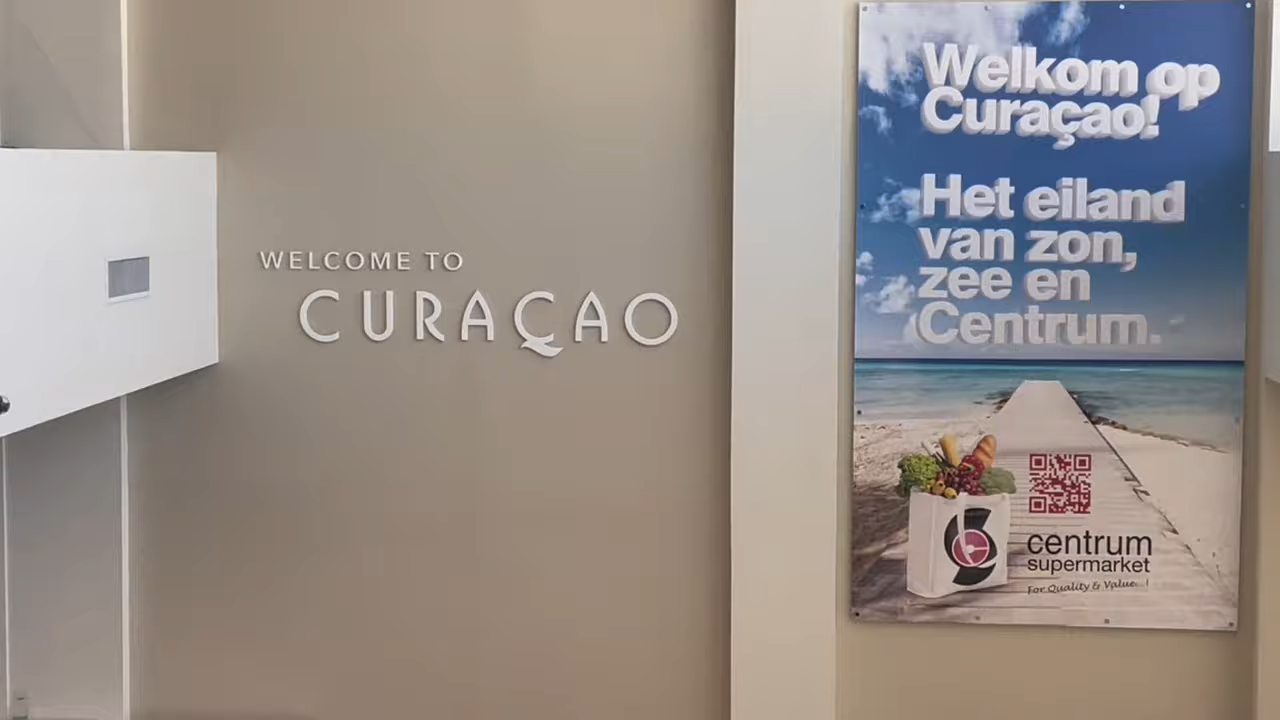 WELCOME TO
CURAÇAO
Welkom op
Curaçao!
Het eiland
van zon,
zee en
Centrum.
centrum
supermarket
For Quality & Value...!